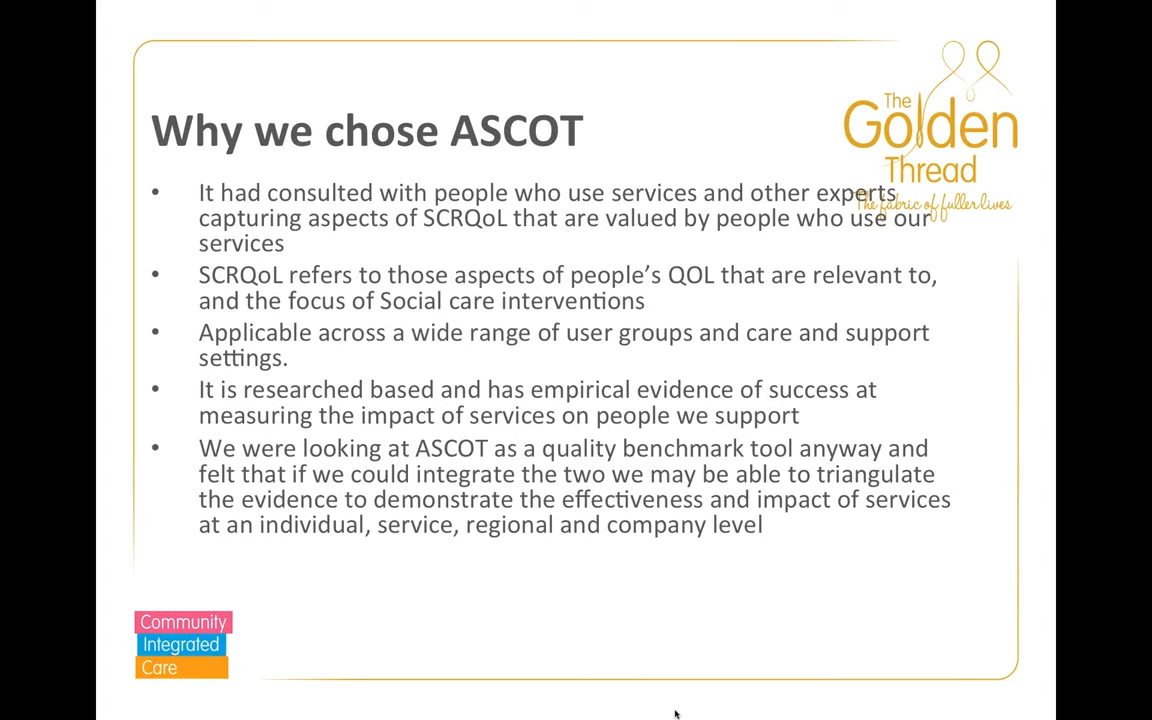 The
Golden
Thread
The fabric of fuller lives
Why we chose ASCOT
• It had consulted with people who use services and other experts
capturing aspects of SCRQoL that are valued by people who use our
services
• SCRQoL refers to those aspects of people’s QOL that are relevant to,
and the focus of Social care interventions
• Applicable across a wide range of user groups and care and support
settings.
• It is researched based and has empirical evidence of success at
measuring the impact of services on people we support
• We were looking at ASCOT as a quality benchmark tool anyway and
felt that if we could integrate the two we may be able to triangulate
the evidence to demonstrate the effectiveness and impact of services
at an individual, service, regional and company level
Community
Integrated
Care